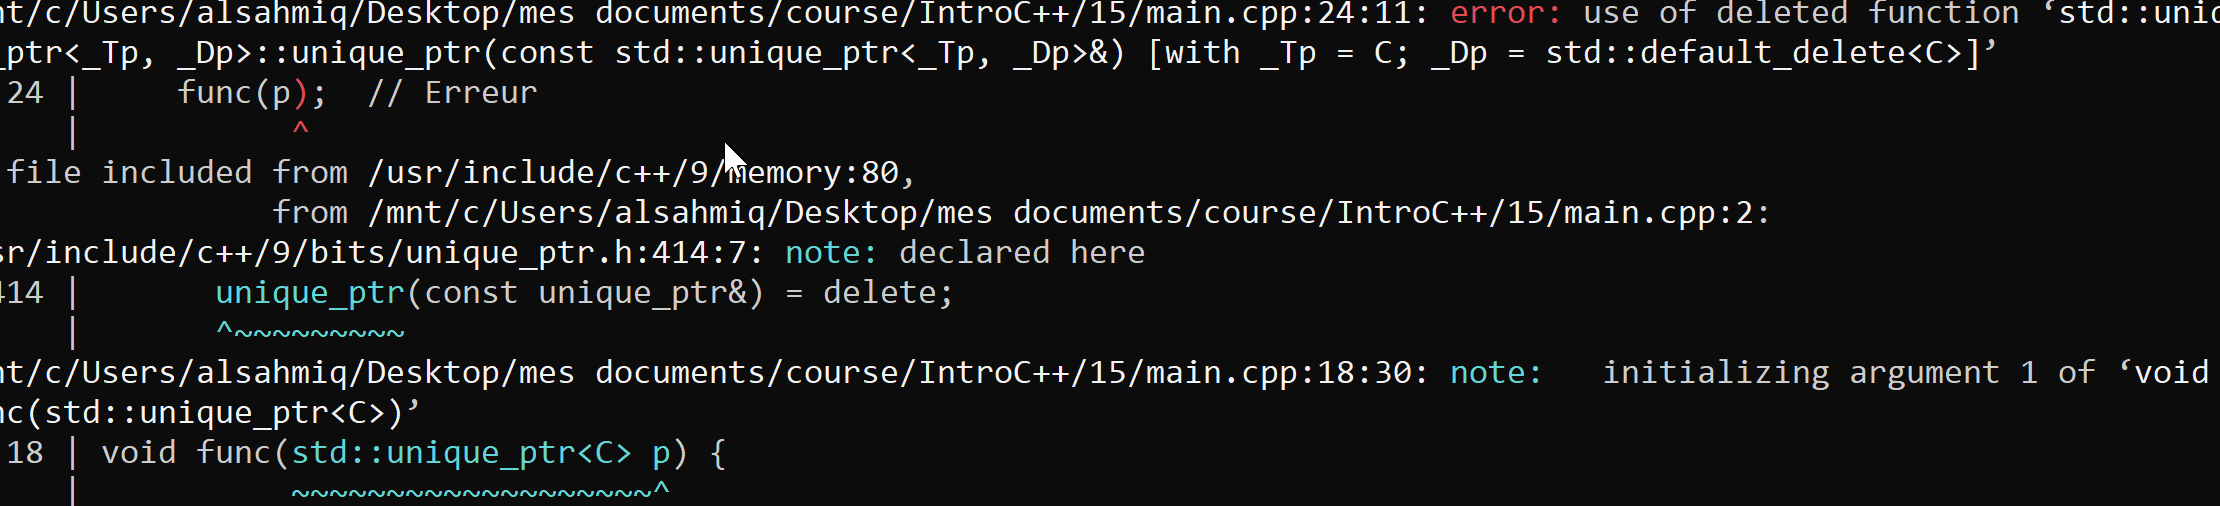 nt/c/Users/alsahmiq/Desktop/mes documents/course/IntroC++/15/main.cpp:24:11: error: use of deleted function ‘std::uniq
_ptr<_Tp, _Dp>::unique_ptr(const std::unique_ptr<_Tp, _Dp>&) [with _Tp = C; _Dp = std::default_delete<C>]’
24 |     func(p);  // Erreur
   |           ^
file included from /usr/include/c++/9/memory:80,
              from /mnt/c/Users/alsahmiq/Desktop/mes documents/course/IntroC++/15/main.cpp:2:
sr/include/c++/9/bits/unique_ptr.h:414:7: note: declared here
414 |       unique_ptr(const unique_ptr&) = delete;
    |       ^~~~~~~~~~
nt/c/Users/alsahmiq/Desktop/mes documents/course/IntroC++/15/main.cpp:18:30: note:   initializing argument 1 of ‘void
nc(std::unique_ptr<C>)’
18 | void func(std::unique_ptr<C> p) {
   |           ~~~~~~~~~~~~~~~~~~~^